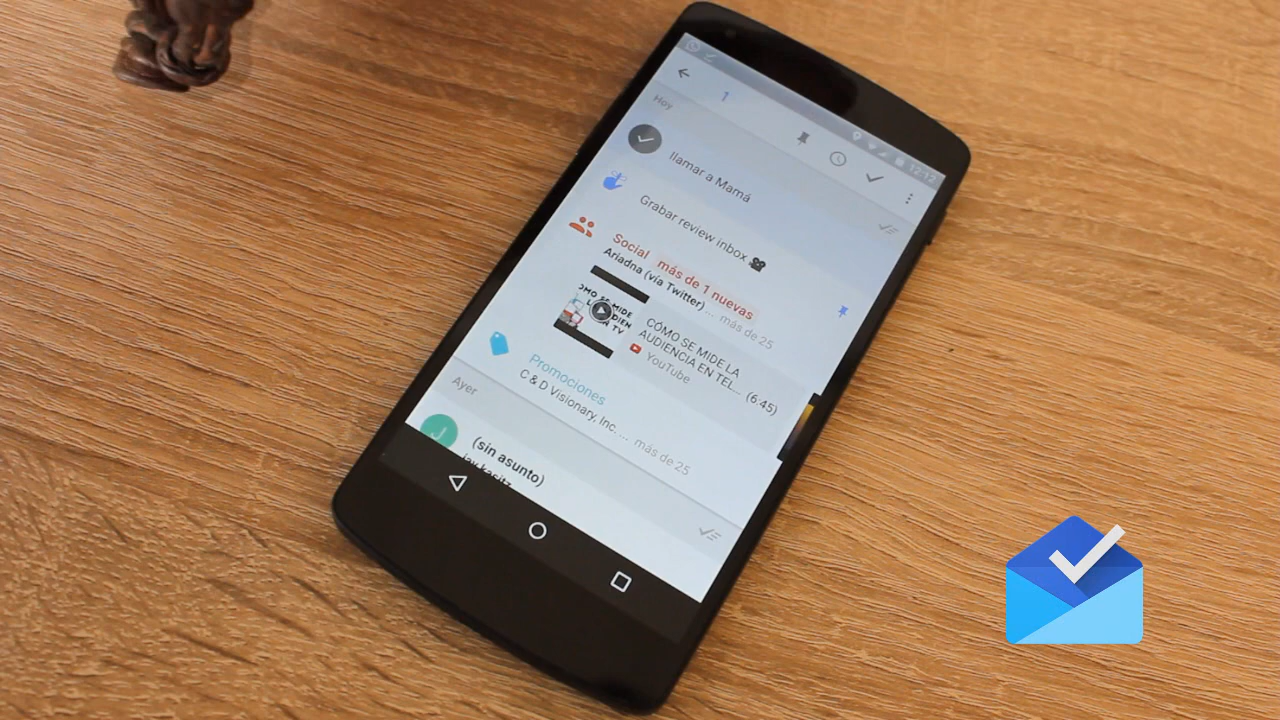 12:12
1
Hoy
llamar a Mamá
Grabar review inbox
Social más de 1 nuevas
Ariadna (vía Twitter) ... más de 25
CÓMO SE MIDE LA
AUDIENCIA EN TEL... (6:45)
YouTube
Promociones
C & D Visionary, Inc. ... más de 25
Ayer
J
(sin asunto)